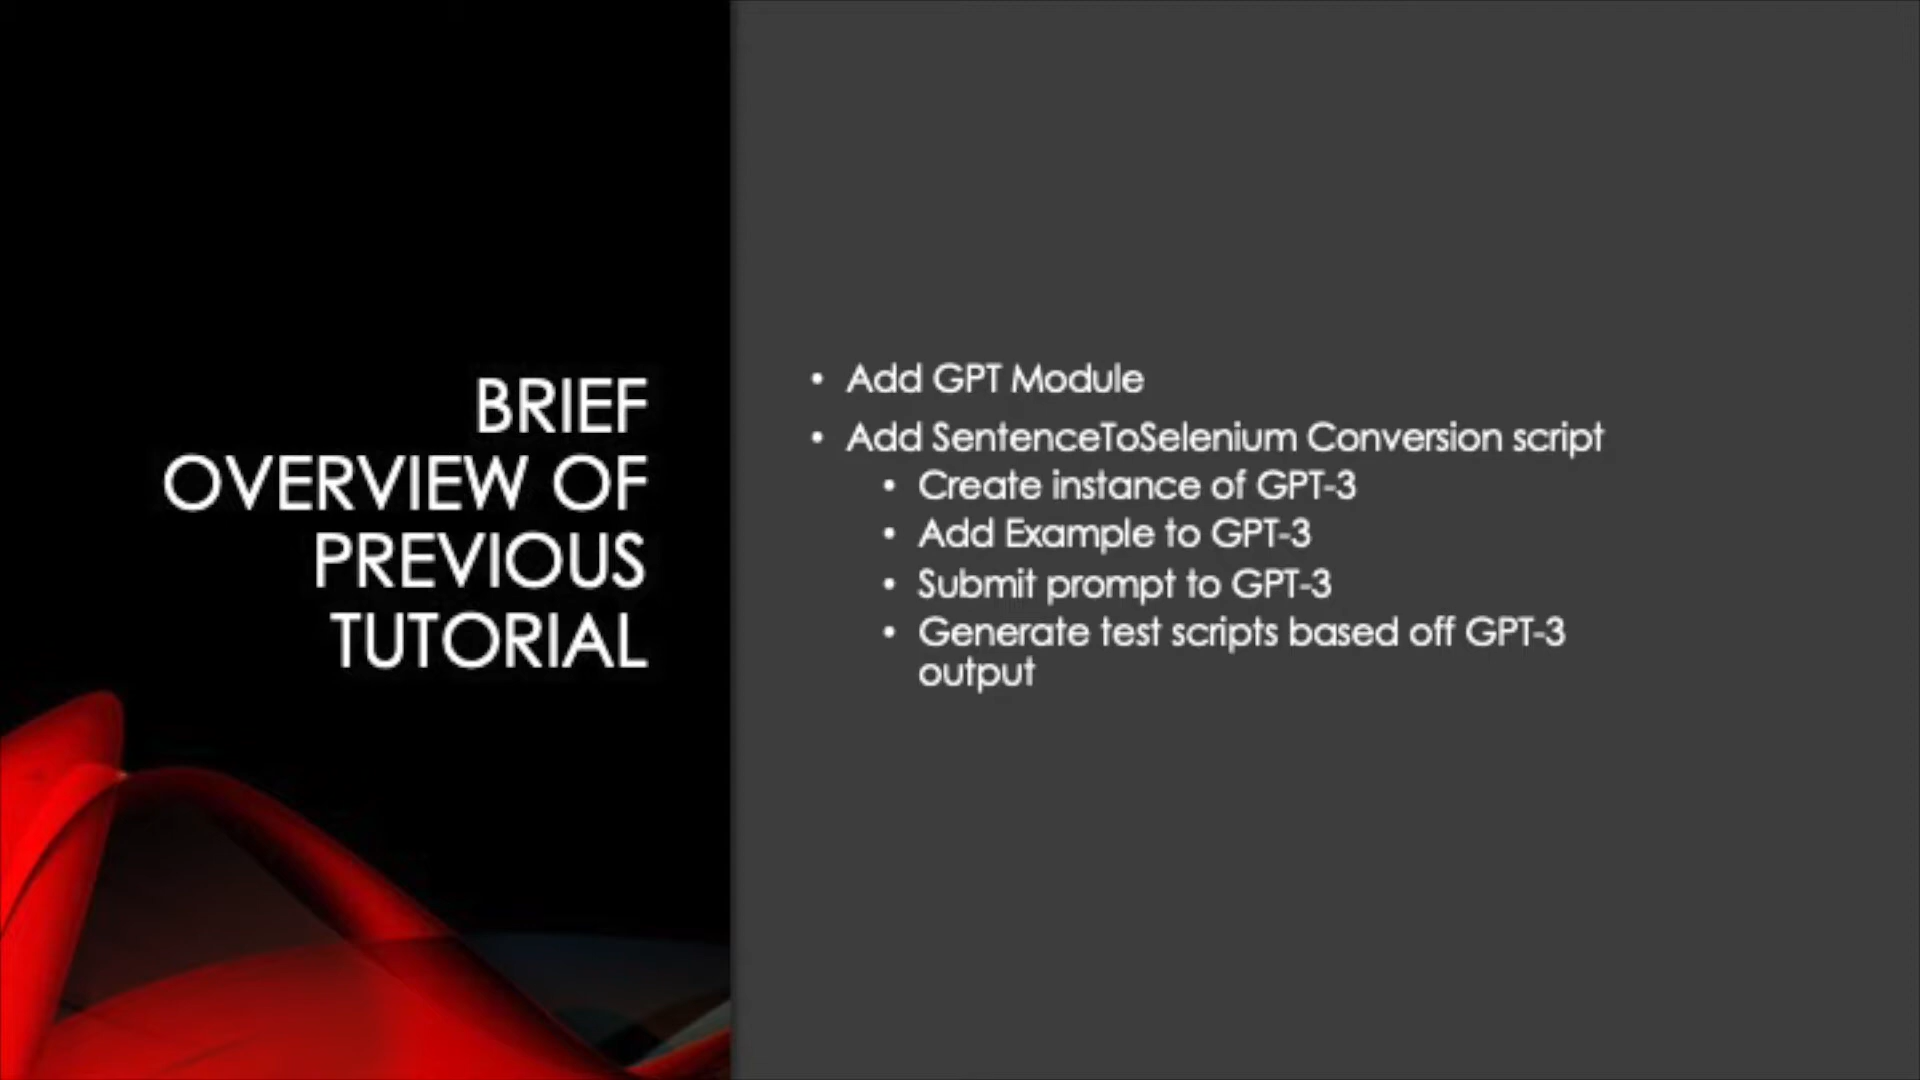 BRIEF
OVERVIEW OF
PREVIOUS
TUTORIAL
• Add GPT Module
• Add SentenceToSelenium Conversion script
• Create instance of GPT-3
• Add Example to GPT-3
• Submit prompt to GPT-3
• Generate test scripts based off GPT-3
output